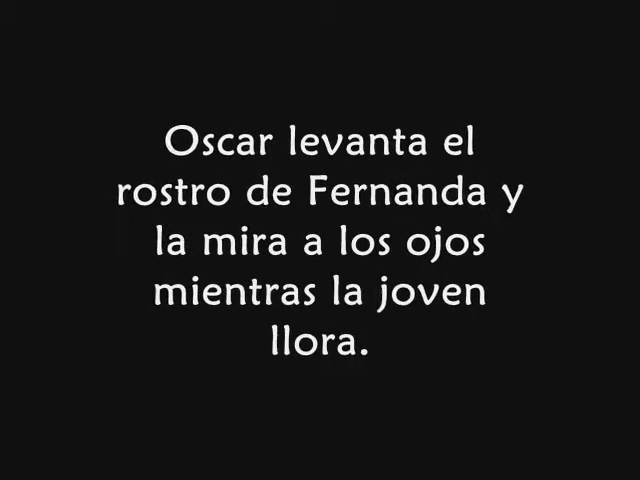 Oscar levanta el
rostro de Fernanda y
la mira a los ojos
mientras la joven
llora.